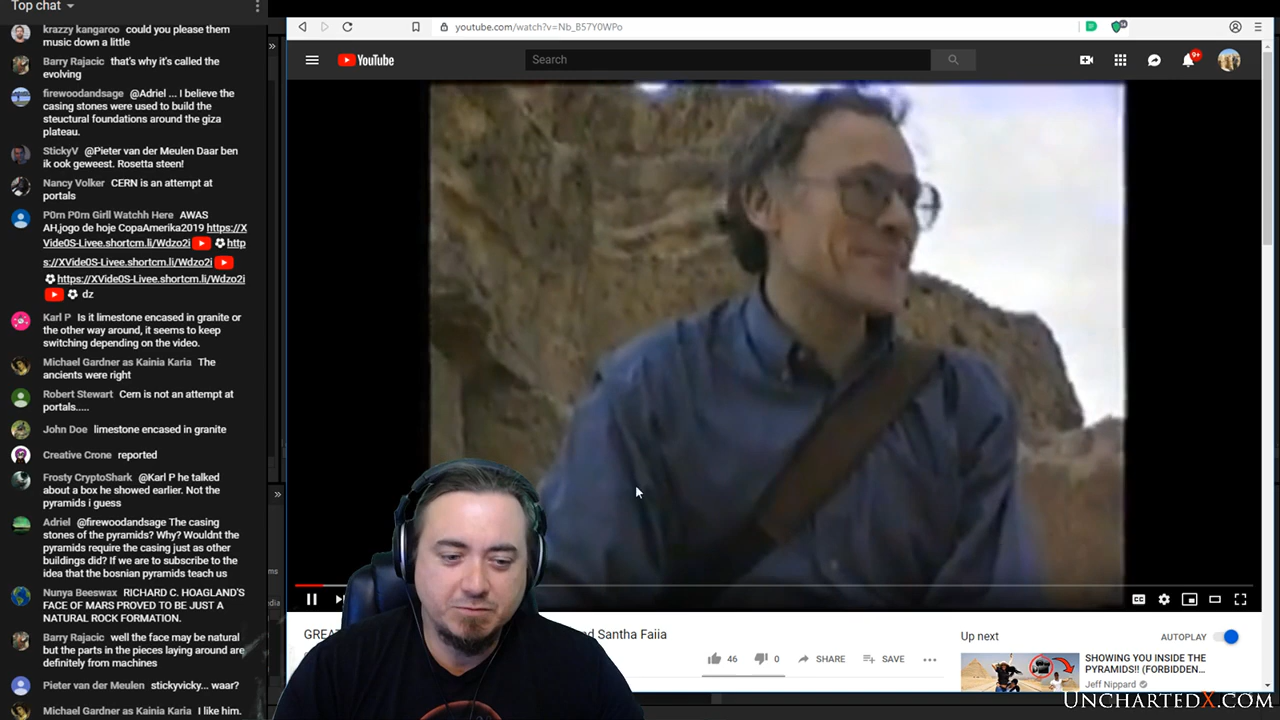 Top chat
krazzy kangaroo could you please them
music down a little
Barry Rajacic that's why it's called the
evolving
firewoodandsage @Adriel ... I believe the
casing stones were used to build the
steuctural foundations around the giza
plateau.
StickyV @Pieter van der Meulen Daar ben
ik ook geweest. Rosetta steen!
Nancy Volker CERN is an attempt at
portals
P0rn P0rn Girll Watchh Here AWAS
AH,jogo de hoje CopaAmerika2019 https://X
Vide0S-Livee.shortcm.li/Wdzo2i http
s://XVide0S-Livee.shortcm.li/Wdzo2i
https://XVide0S-Livee.shortcm.li/Wdzo2i
dz
Karl P Is it limestone encased in granite or
the other way around, it seems to keep
switching depending on the video.
Michael Gardner as Kainia Karia The
ancients were right
Robert Stewart Cern is not an attempt at
portals.....
John Doe limestone encased in granite
Creative Crone reported
Frosty CryptoShark @Karl P he talked
about a box he showed earlier. Not the
pyramids i guess
Adriel @firewoodandsage The casing
stones of the pyramids? Why? Wouldnt the
pyramids require the casing just as other
buildings did? If we are to subscribe to the
idea that the bosnian pyramids teach us
Nunya Beeswax RICHARD C. HOAGLAND'S
FACE OF MARS PROVED TO BE JUST A
NATURAL ROCK FORMATION.
Barry Rajacic well the face may be natural
but the parts in the pieces laying around are
definitely from machines
Pieter van der Meulen stickyvicky... waar?
Michael Gardner as Kainia Karia I like him.
youtube.com/watch?v=Nb_B57Y0WPo
YouTube
Search
9+
CC
Santha Faiia
46
0
SHARE
SAVE
Up next
AUTOPLAY
SHOWING YOU INSIDE THE
PYRAMIDS!! (FORBIDDEN...
Jeff Nippard
UNCHARTEDX.COM